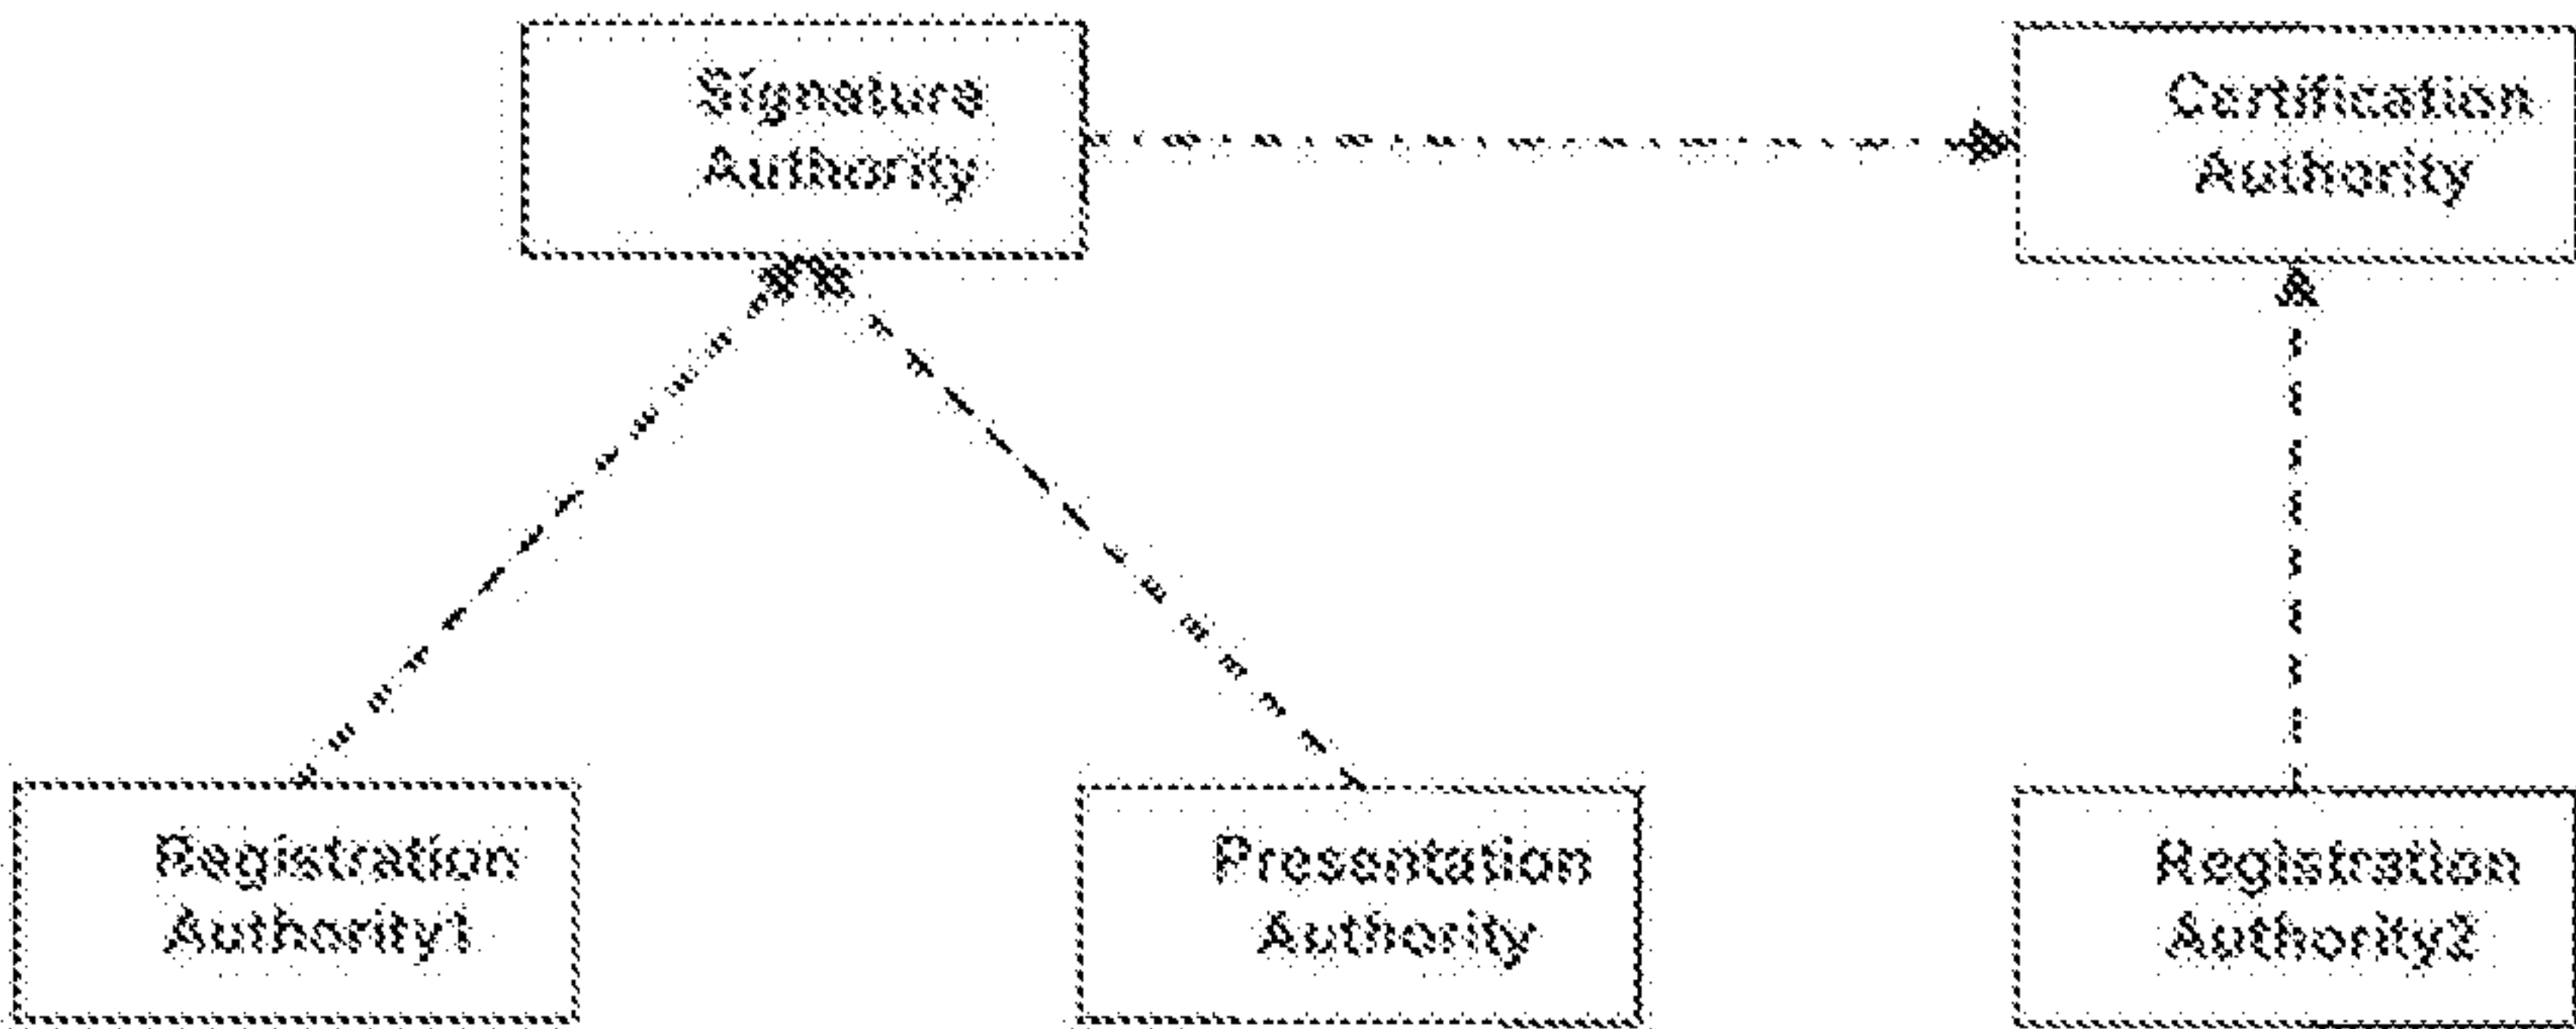 Signature
Authority
Certification
Authority
Registration
Authority1
Presentation
Authority
Registration
Authority2